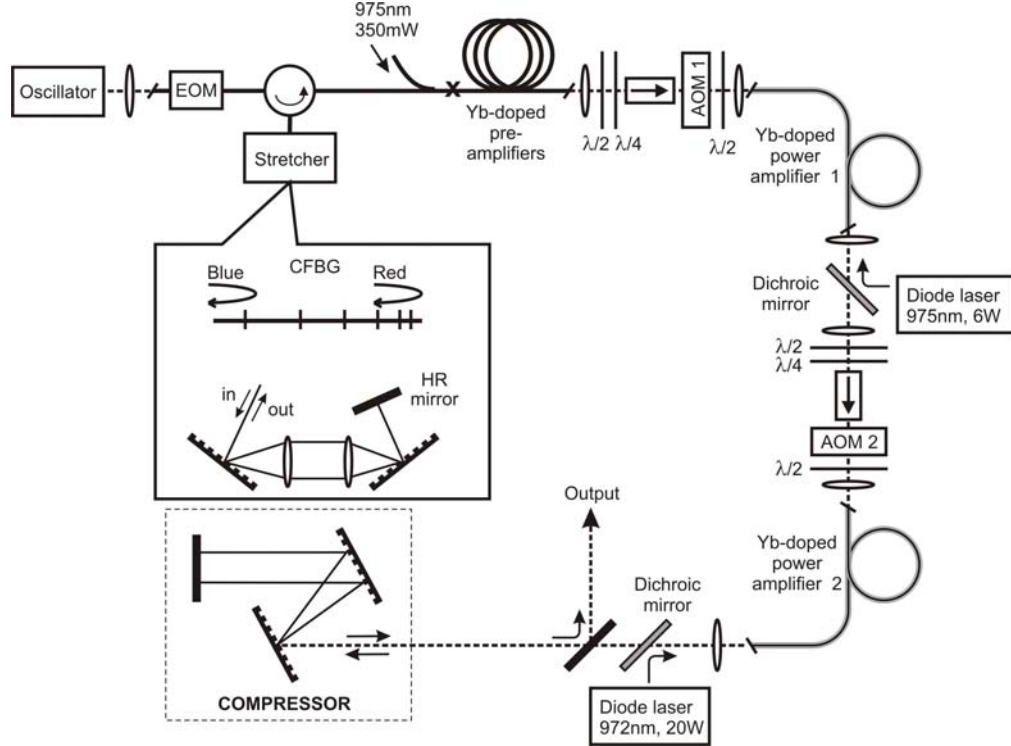 975nm
350mW
Oscillator
EOM
Stretcher
Yb-doped
pre-
amplifiers
λ/2 λ/4
AOM 1
λ/2
Yb-doped
power
amplifier 1
CFBG
Blue
Red
in
out
HR
mirror
Dichroic
mirror
Diode laser
975nm, 6W
λ/2
λ/4
AOM 2
λ/2
Yb-doped
power
amplifier 2
Output
Dichroic
mirror
Diode laser
972nm, 20W
COMPRESSOR